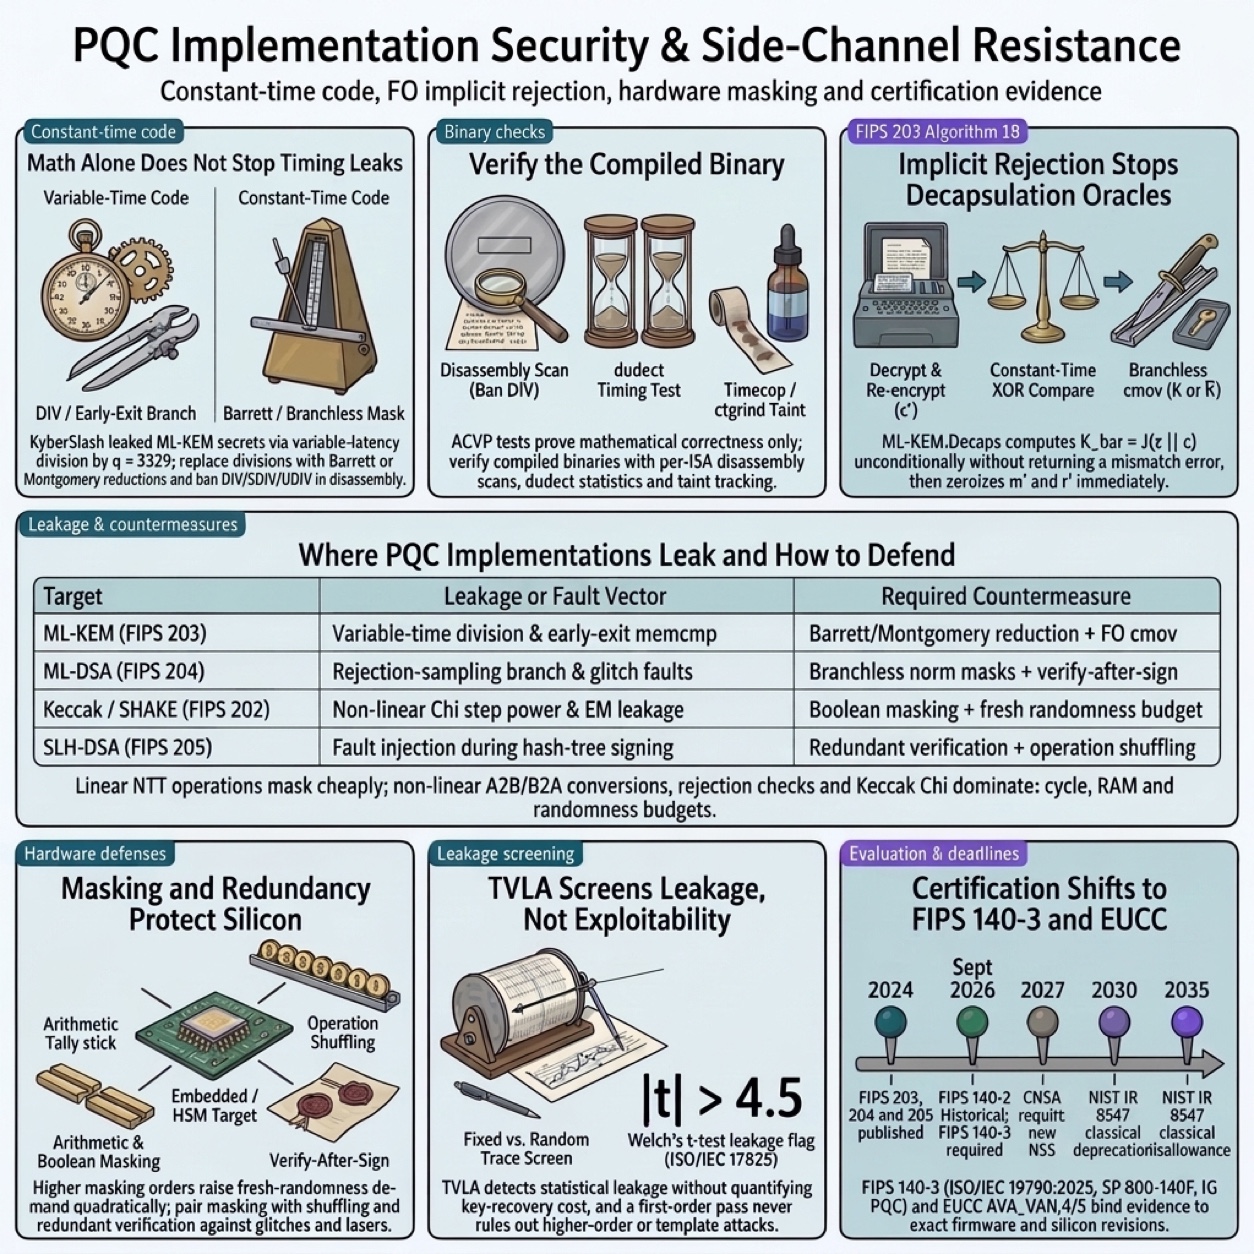 PQC Implementation Security & Side-Channel Resistance
Constant-time code, FO implicit rejection, hardware masking and certification evidence
Constant-time code
Math Alone Does Not Stop Timing Leaks
Variable-Time Code
Constant-Time Code
DIV / Early-Exit Branch
Barrett / Branchless Mask
KyberSlash leaked ML-KEM secrets via variable-latency
division by q = 3329; replace divisions with Barrett or
Montgomery reductions and ban DIV/SDIV/UDIV in disassembly.
Binary checks
Verify the Compiled Binary
Disassembly Scan
(Ban DIV)
dudect
Timing Test
Timecop /
ctgrind Taint
ACVP tests prove mathematical correctness only;
verify compiled binaries with per-I5A disassembly
scans, dudect statistics and taint tracking.
FIPS 203 Algorithm 18
Implicit Rejection Stops
Decapsulation Oracles
Decrypt &
Re-encrypt
(c')
Constant-Time
XOR Compare
Branchless
cmov (K or K̄)
ML-KEM.Decaps computes K_bar = J(z || c)
unconditionally without returning a mismatch error,
then zeroizes m' and r' immediately.
Leakage & countermeasures
Where PQC Implementations Leak and How to Defend
Target
Leakage or Fault Vector
Required Countermeasure
ML-KEM (FIPS 203)
Variable-time division & early-exit memcmp
Barrett/Montgomery reduction + FO cmov
ML-DSA (FIPS 204)
Rejection-sampling branch & glitch faults
Branchless norm masks + verify-after-sign
Keccak / SHAKE (FIPS 202)
Non-linear Chi step power & EM leakage
Boolean masking + fresh randomness budget
SLH-DSA (FIPS 205)
Fault injection during hash-tree signing
Redundant verification + operation shuffling
Linear NTT operations mask cheaply; non-linear A2B/B2A conversions, rejection checks and Keccak Chi dominate: cycle, RAM and
randomness budgets.
Hardware defenses
Masking and Redundancy
Protect Silicon
Arithmetic
Tally stick
Operation
Shuffling
Embedded /
HSM Target
Arithmetic &
Boolean Masking
Verify-After-Sign
Higher masking orders raise fresh-randomness de-
mand quadratically; pair masking with shuffling and
redundant verification against glitches and lasers.
Leakage screening
TVLA Screens Leakage,
Not Exploitability
|t| > 4.5
Fixed vs. Random
Trace Screen
Welch's t-test leakage flag
(ISO/IEC 17825)
TVLA detects statistical leakage without quantifying
key-recovery cost, and a first-order pass never
rules out higher-order or template attacks.
Evaluation & deadlines
Certification Shifts to
FIPS 140-3 and EUCC
2024
Sept
2026
2027
2030
2035
FIPS 203,
204 and 205
published
FIPS 140-2
Historical;
FIPS 140-3
required
CNSA
requitt
new
NSS
NIST IR
8547
classical
deprecation
NIST IR
8547
classical
disallowance
FIPS 140-3 (ISO/IEC 19790:2025, SP 800-140F, IG
PQC) and EUCC AVA_VAN,4/5 bind evidence to
exact firmware and silicon revisions.